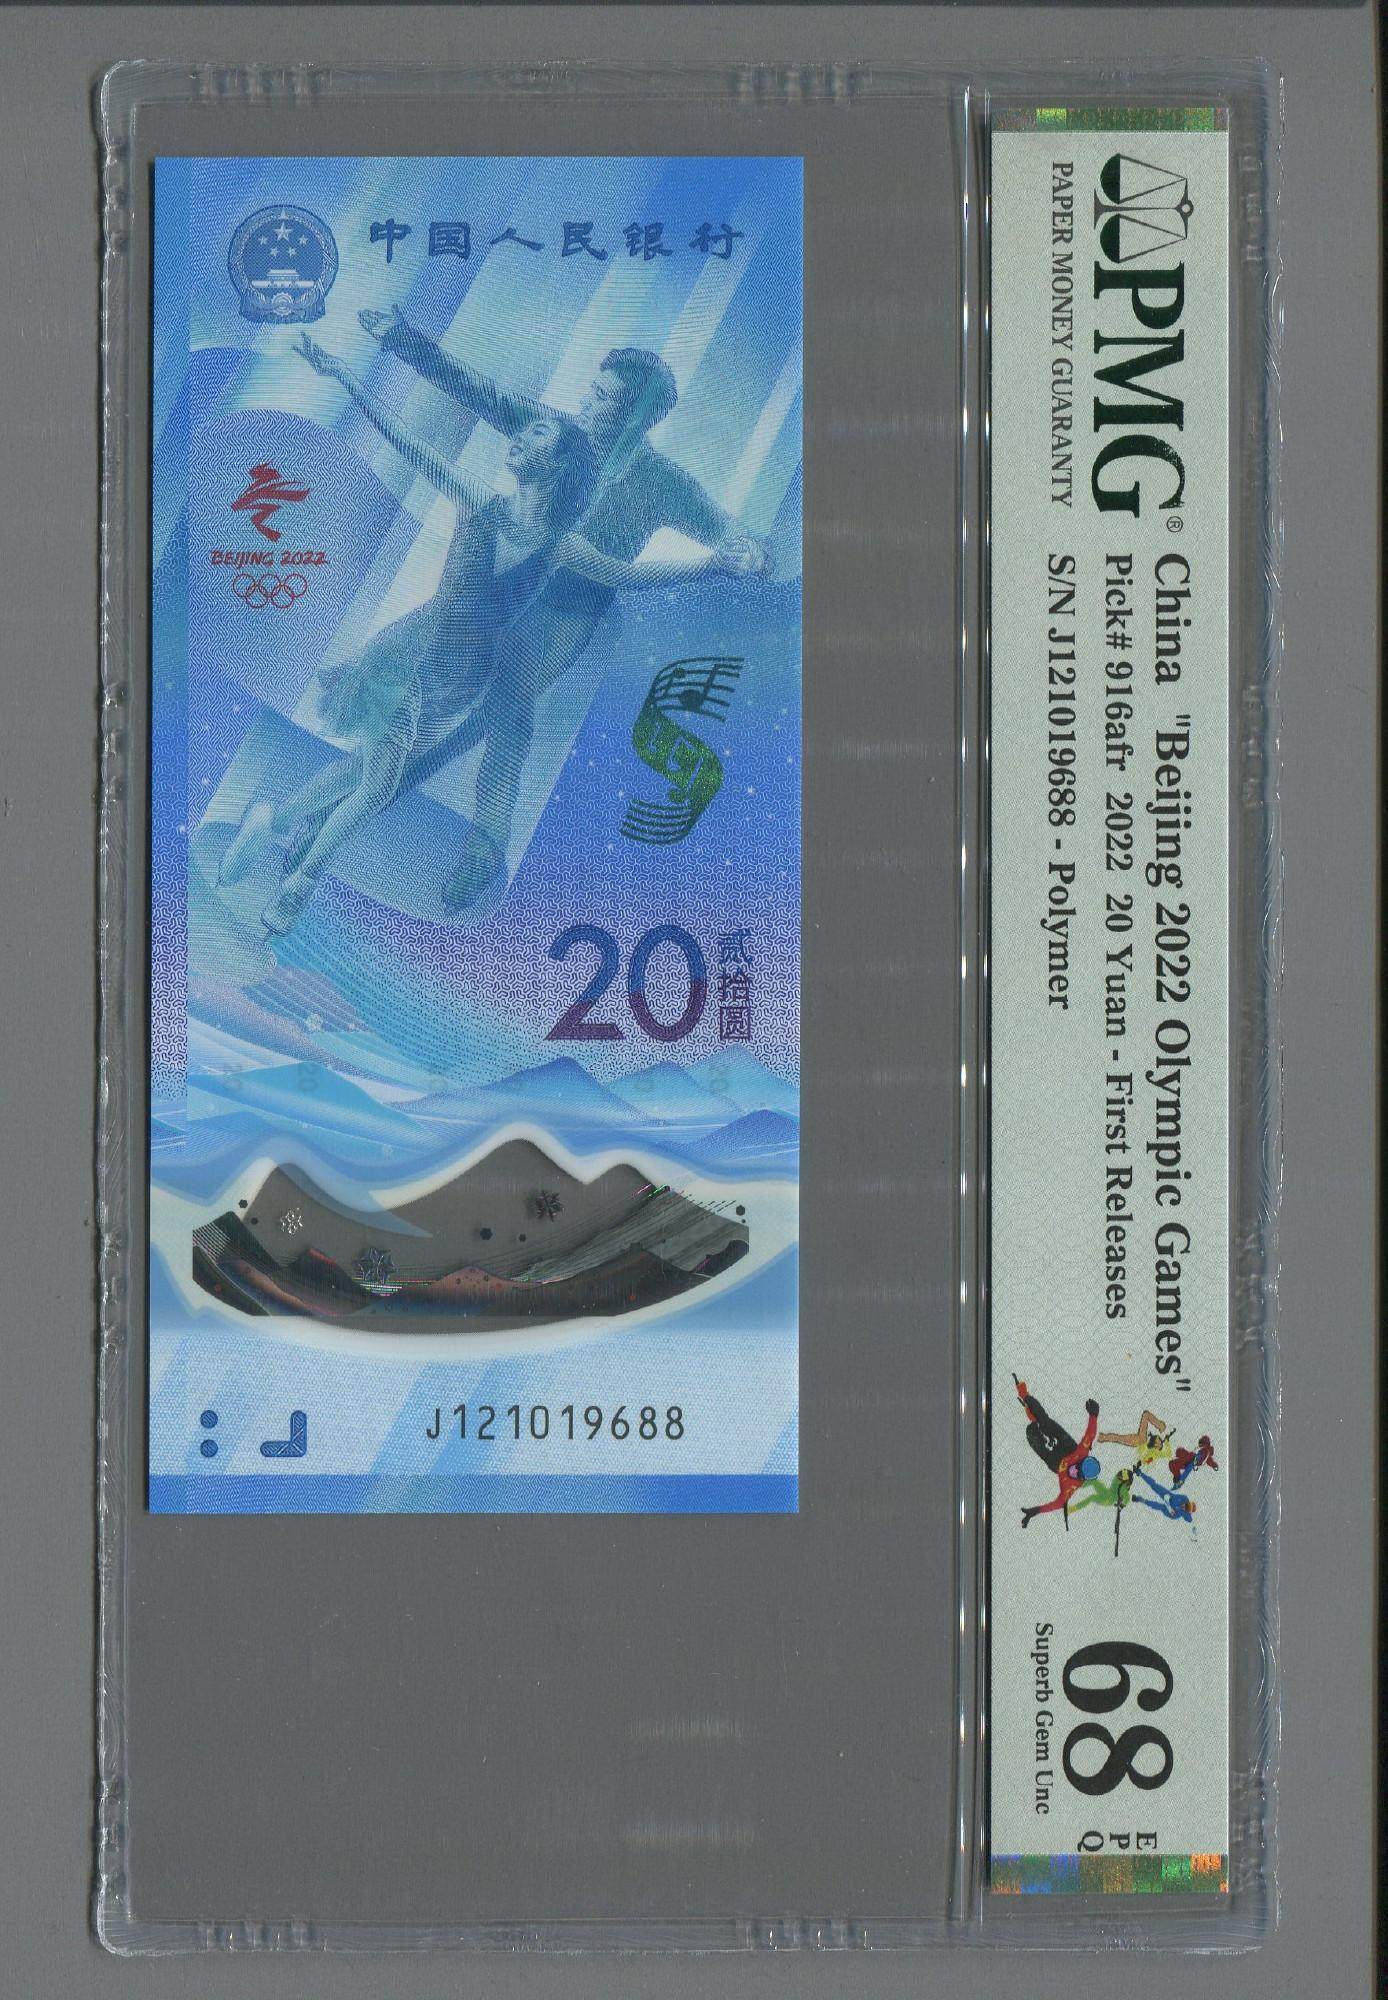 中国人民银行
BEIJING 2022
20
贰拾圆
J121019688
PMG®
PAPER MONEY GUARANTY
China "Beijing 2022 Olympic Games"
Pick# 916afr 2022 20 Yuan - First Releases
S/N J121019688 - Polymer
68
EPQ
Superb Gem Unc